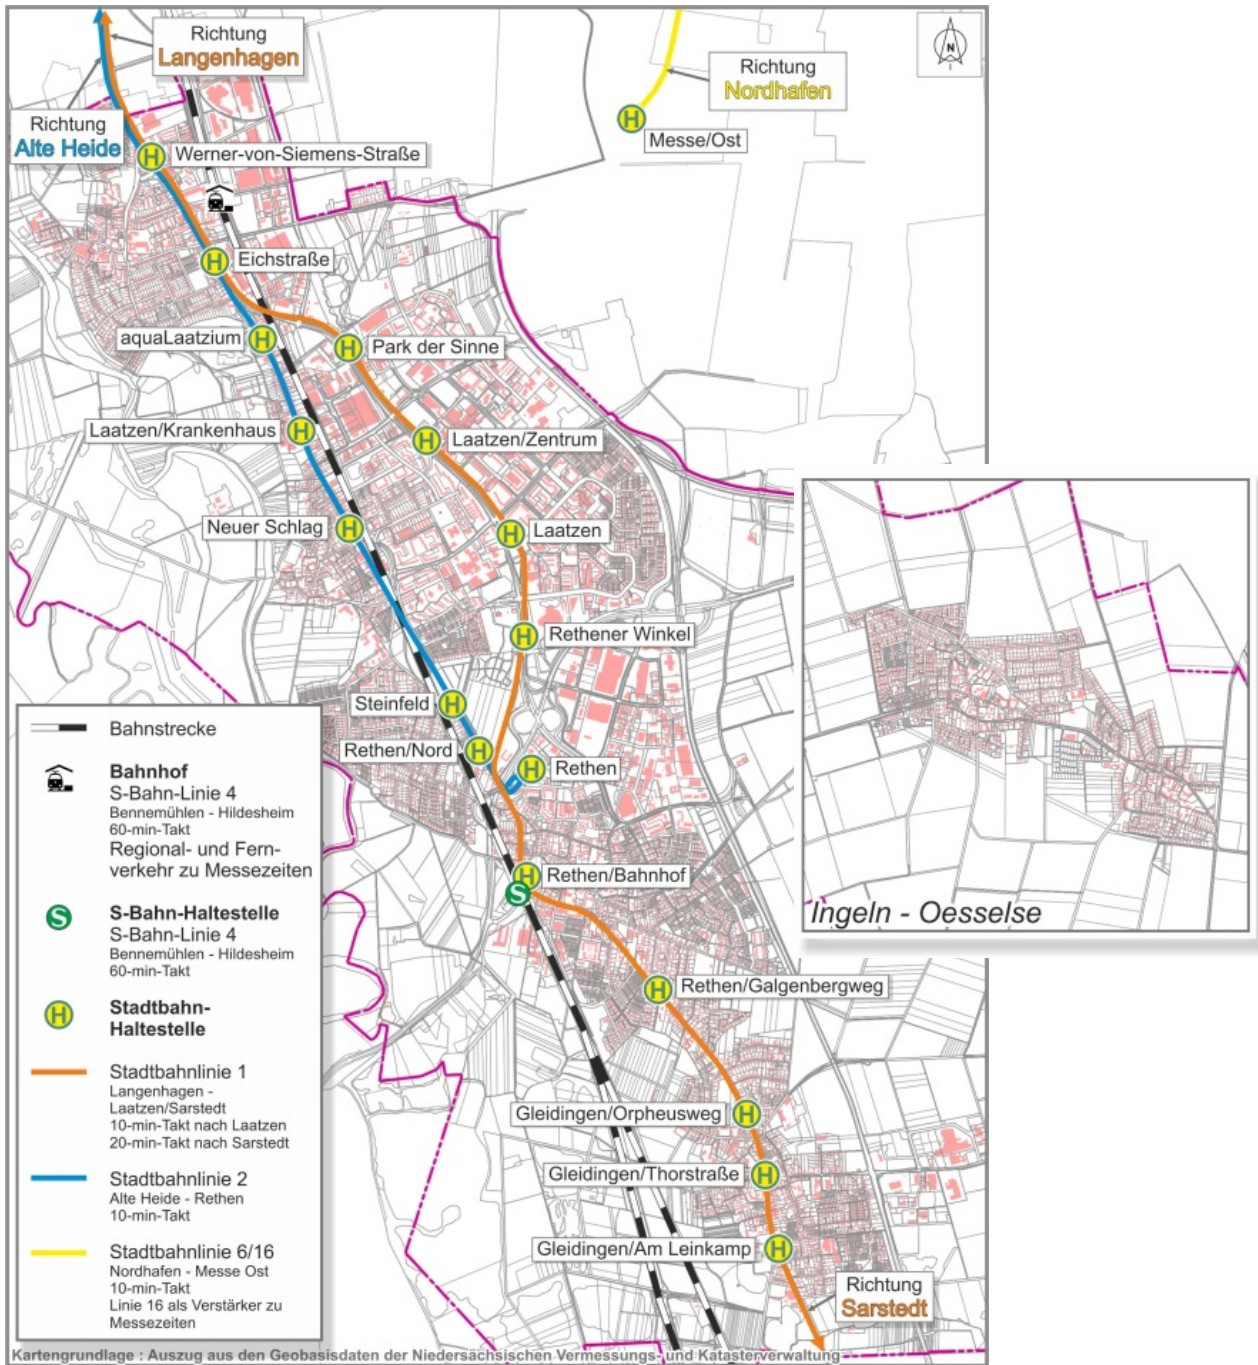 Richtung
Langenhagen
N
Richtung
Nordhafen
Richtung
Alte Heide
H
Messe/Ost
H
Werner-von-Siemens-Straße
H
Eichstraße
aquaLaatzium
H
H
Park der Sinne
Laatzen/Krankenhaus
H
H
Laatzen/Zentrum
Neuer Schlag
H
H
Laatzen
H
Rethener Winkel
Steinfeld
H
Rethen/Nord
H
H
Rethen
H
Rethen/Bahnhof
S
H
Rethen/Galgenbergweg
Gleidingen/Orpheusweg
H
Gleidingen/Thorstraße
H
Gleidingen/Am Leinkamp
H
Richtung
Sarstedt
Ingeln - Oesselse
Bahnstrecke
Bahnhof
S-Bahn-Linie 4
Bennemühlen - Hildesheim
60-min-Takt
Regional- und Fern-
verkehr zu Messezeiten
S
S-Bahn-Haltestelle
S-Bahn-Linie 4
Bennemühlen - Hildesheim
60-min-Takt
H
Stadtbahn-
Haltestelle
Stadtbahnlinie 1
Langenhagen -
Laatzen/Sarstedt
10-min-Takt nach Laatzen
20-min-Takt nach Sarstedt
Stadtbahnlinie 2
Alte Heide - Rethen
10-min-Takt
Stadtbahnlinie 6/16
Nordhafen - Messe Ost
10-min-Takt
Linie 16 als Verstärker zu
Messezeiten
Kartengrundlage : Auszug aus den Geobasisdaten der Niedersächsischen Vermessungs- und Katasterverwaltung